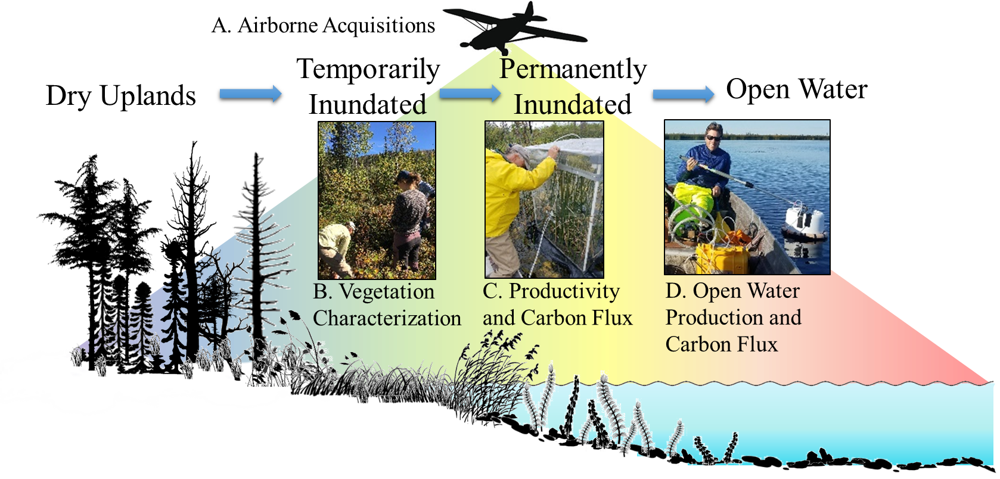 A. Airborne Acquisitions
Dry Uplands
Temporarily
Inundated
Permanently
Inundated
Open Water
B. Vegetation
Characterization
C. Productivity
and Carbon Flux
D. Open Water
Production and
Carbon Flux